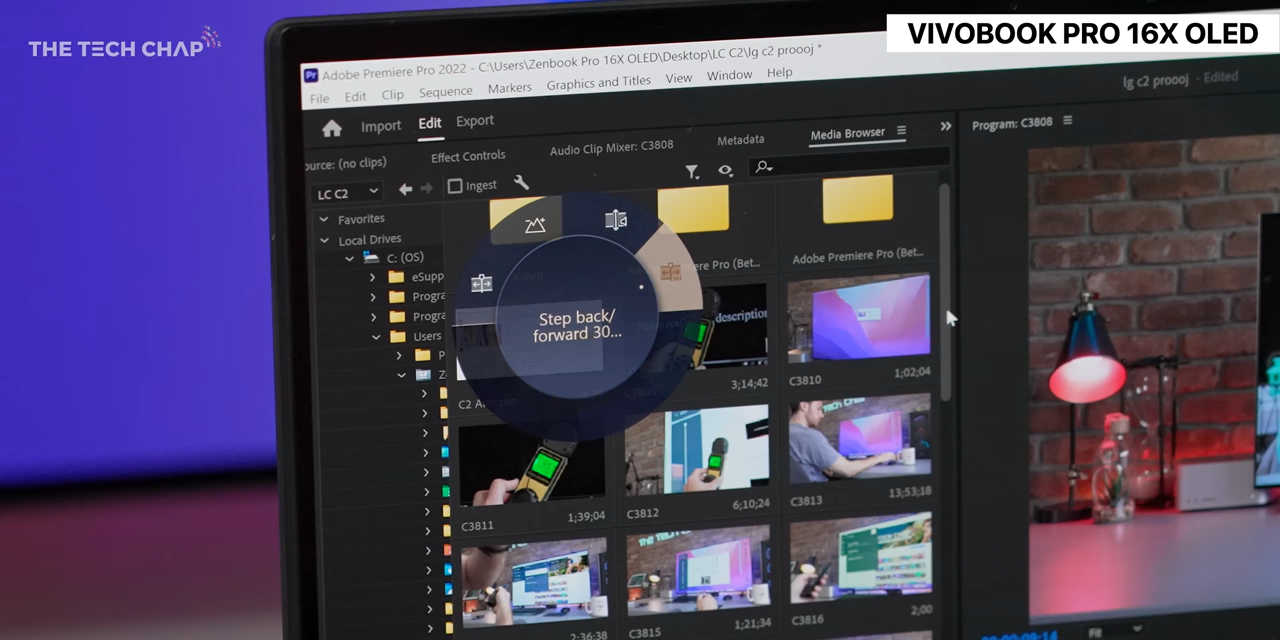 THE TECH CHAP
VIVOBOOK PRO 16X OLED
Pr Adobe Premiere Pro 2022 - C:\Users\Zenbook Pro 16X OLED\Desktop\LC C2\lg c2 proooj *
File Edit Clip Sequence Markers Graphics and Titles View Window Help
lg c2 proooj - Edited
Import Edit Export
ource: (no clips) Effect Controls Audio Clip Mixer: C3808 Metadata Media Browser
Program: C3808
LC C2 Ingest
Favorites
Local Drives
C: (OS)
eSupp
Progra
Progra
Users
P
Z
re Pro (Bet...
Adobe Premiere Pro (Bet...
Step back/
forward 30...
description
3;14;42
C3810 1;02;04
C2 A
C3811 1;39;04
C3812 6;10;24
C3813 13;53;18
2;36;38
C3815 1;21;34
C3816 2;00